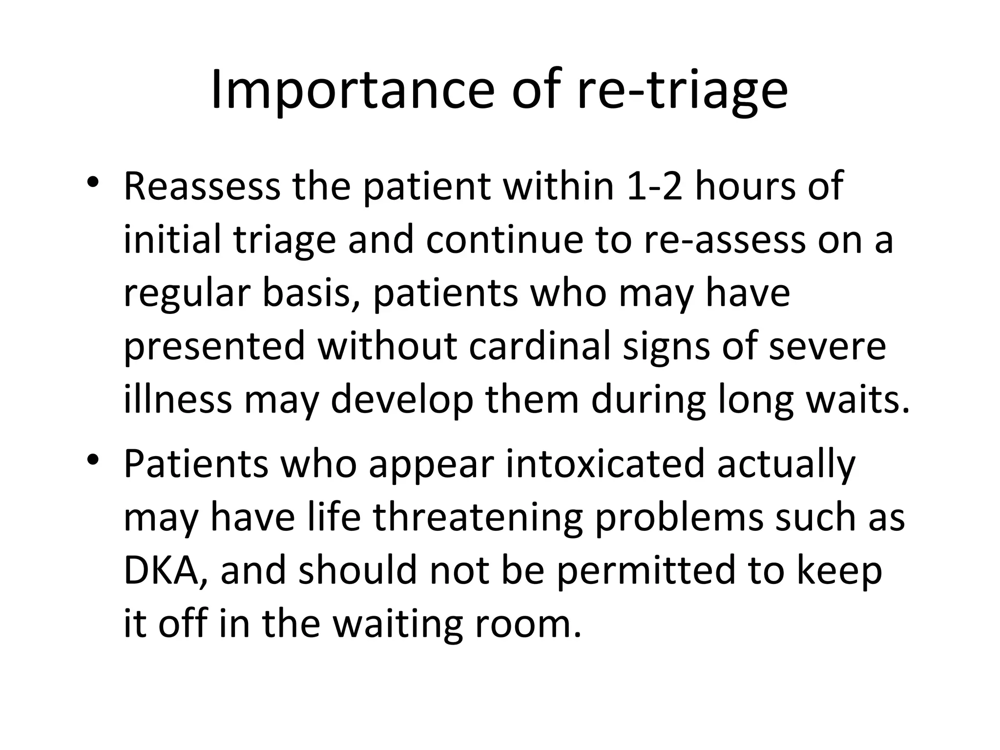 Importance of re-triage
• Reassess the patient within 1-2 hours of
initial triage and continue to re-assess on a
regular basis, patients who may have
presented without cardinal signs of severe
illness may develop them during long waits.
• Patients who appear intoxicated actually
may have life threatening problems such as
DKA, and should not be permitted to keep
it off in the waiting room.